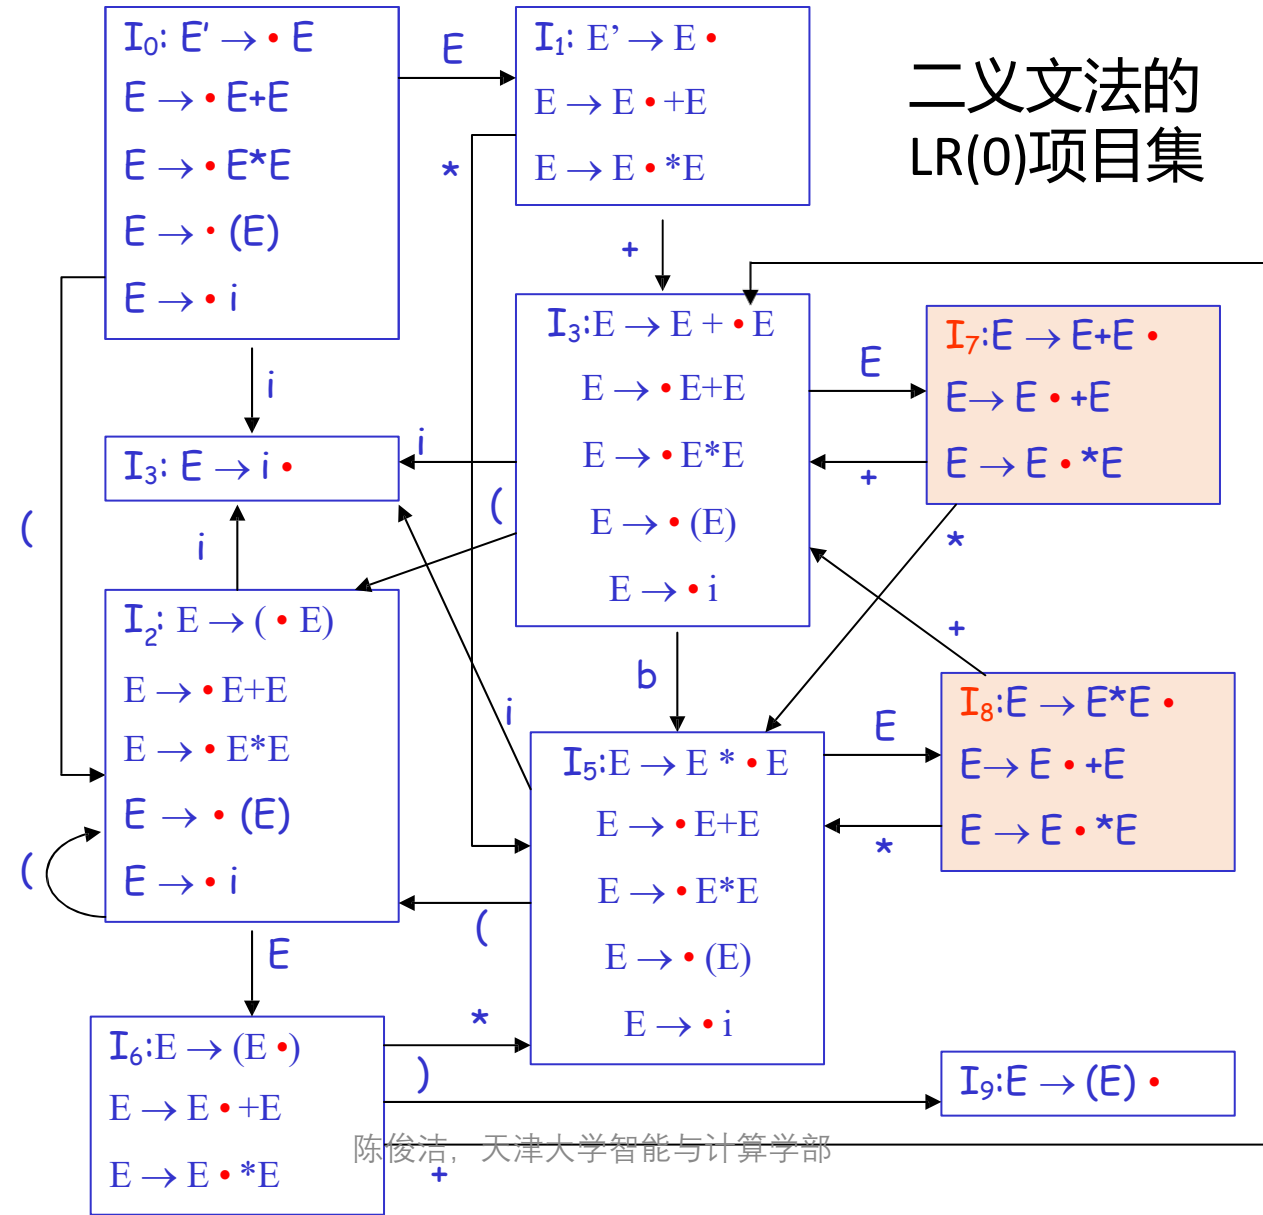 二义文法的
LR(0)项目集
I0: E' → • E
E → • E+E
E → • E*E
E → • (E)
E → • i
E
I1: E’ → E •
E → E • +E
E → E • *E
*
+
i
(
I3: E → i •
I3:E → E + • E
E → • E+E
E → • E*E
E → • (E)
E → • i
i
(
E
+
I7:E → E+E •
E→ E • +E
E → E • *E
*
+
i
I2: E → ( • E)
E → • E+E
E → • E*E
E → • (E)
E → • i
(
E
b
i
(
I5:E → E * • E
E → • E+E
E → • E*E
E → • (E)
E → • i
E
*
I8:E → E*E •
E→ E • +E
E → E • *E
I6:E → (E •)
E → E • +E
E → E • *E
*
)
+
I9:E → (E) •
陈俊洁，天津大学智能与计算学部